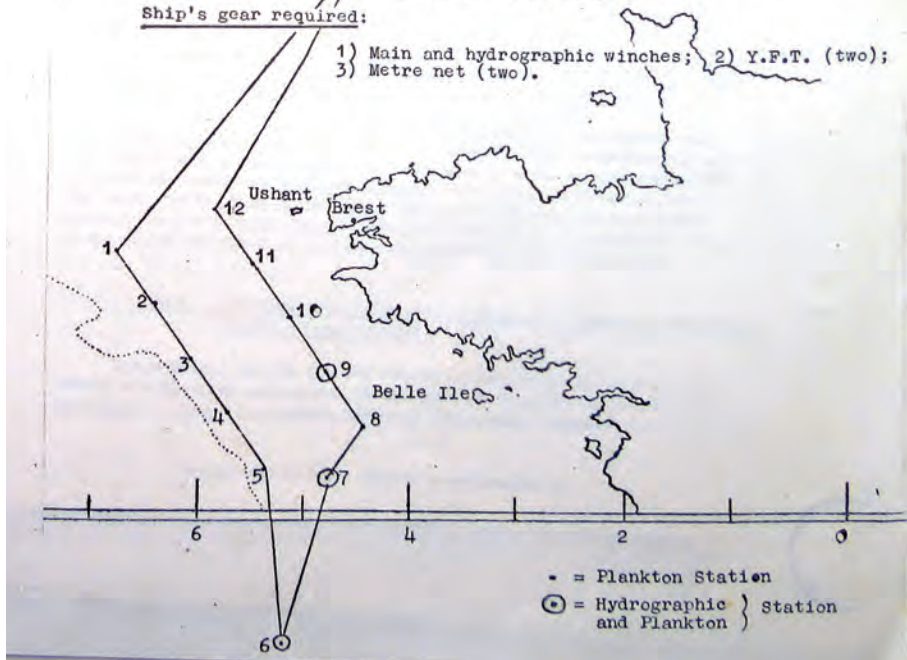 Ship's gear required:
1) Main and hydrographic winches; 2) Y.F.T. (two);
3) Metre net (two).
Ushant
12
Brest
1
11
2
10
3
9
Belle Ile
4
8
5
7
6 4 2 0
• = Plankton Station
⊙ = Hydrographic } Station
and Plankton
6